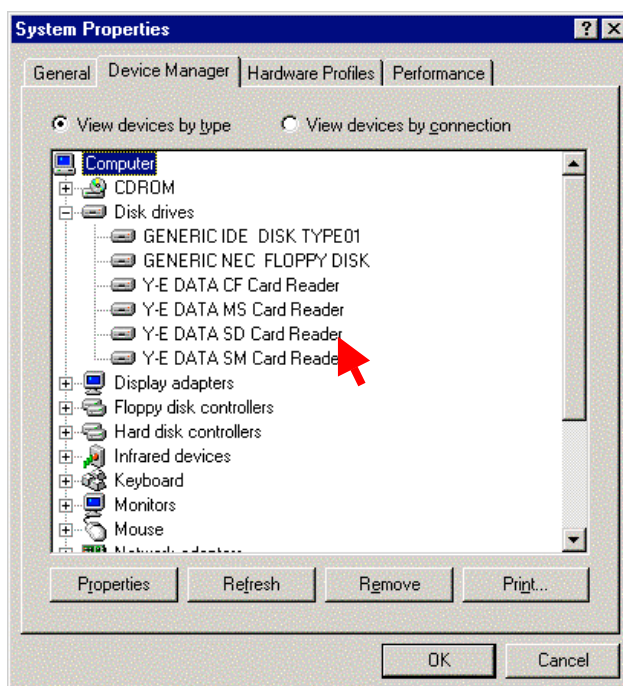 System Properties
General Device Manager Hardware Profiles Performance
View devices by type View devices by connection
Computer
CDROM
Disk drives
GENERIC IDE DISK TYPE01
GENERIC NEC FLOPPY DISK
Y-E DATA CF Card Reader
Y-E DATA MS Card Reader
Y-E DATA SD Card Reader
Y-E DATA SM Card Reader
Display adapters
Floppy disk controllers
Hard disk controllers
Infrared devices
Keyboard
Monitors
Mouse
Network adapters
Properties Refresh Remove Print...
OK Cancel